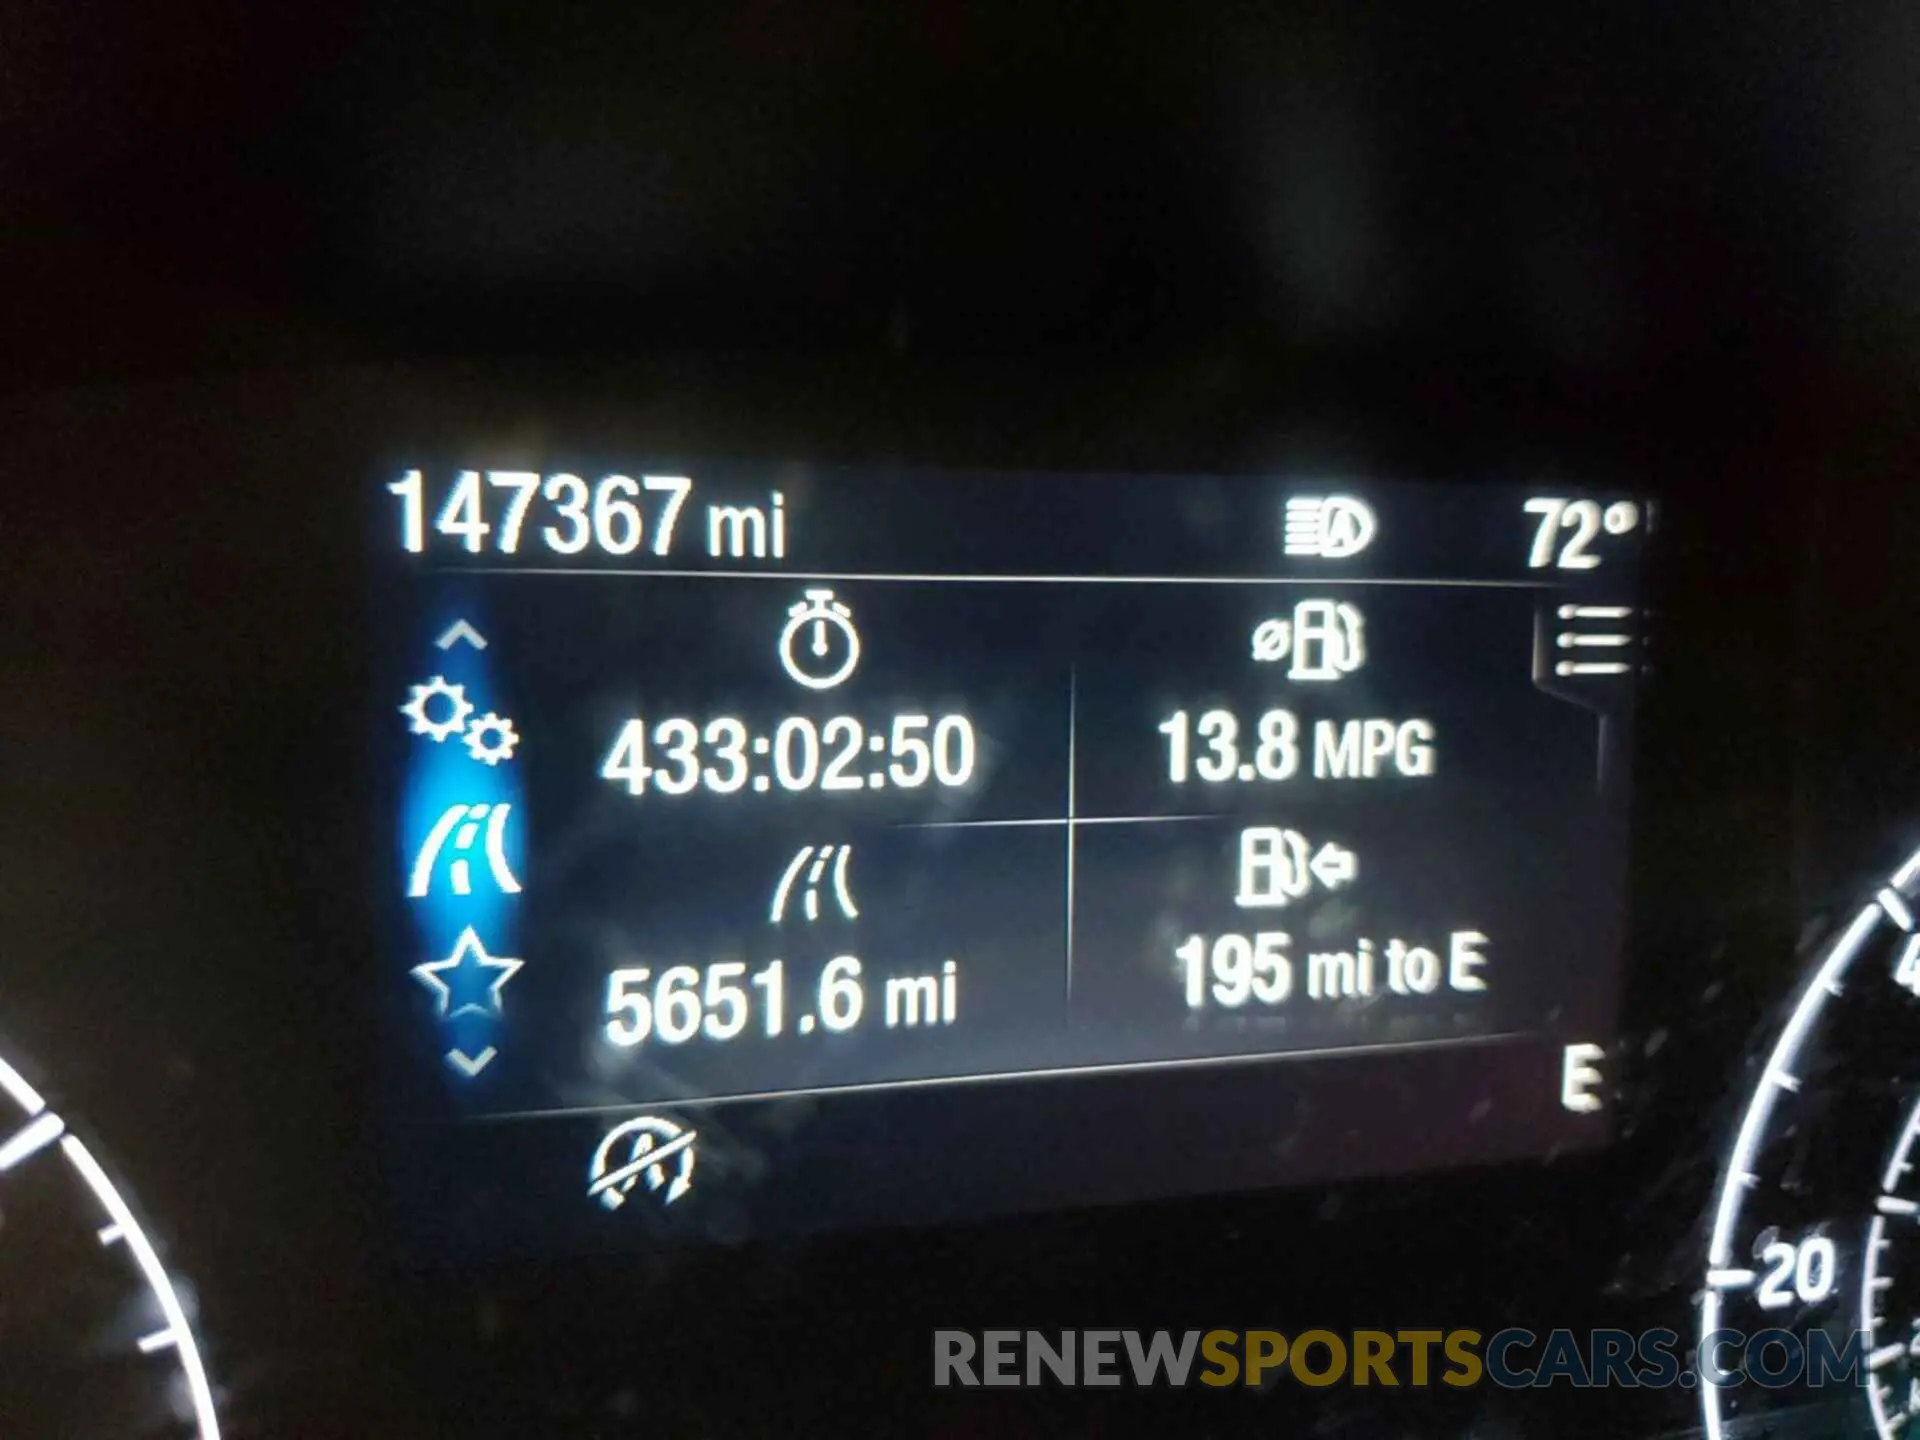 147367 mi 72°
433:02:50 13.8 MPG
5651.6 mi 195 mi to E
E
20
RENEWSPORTSCARS.COM